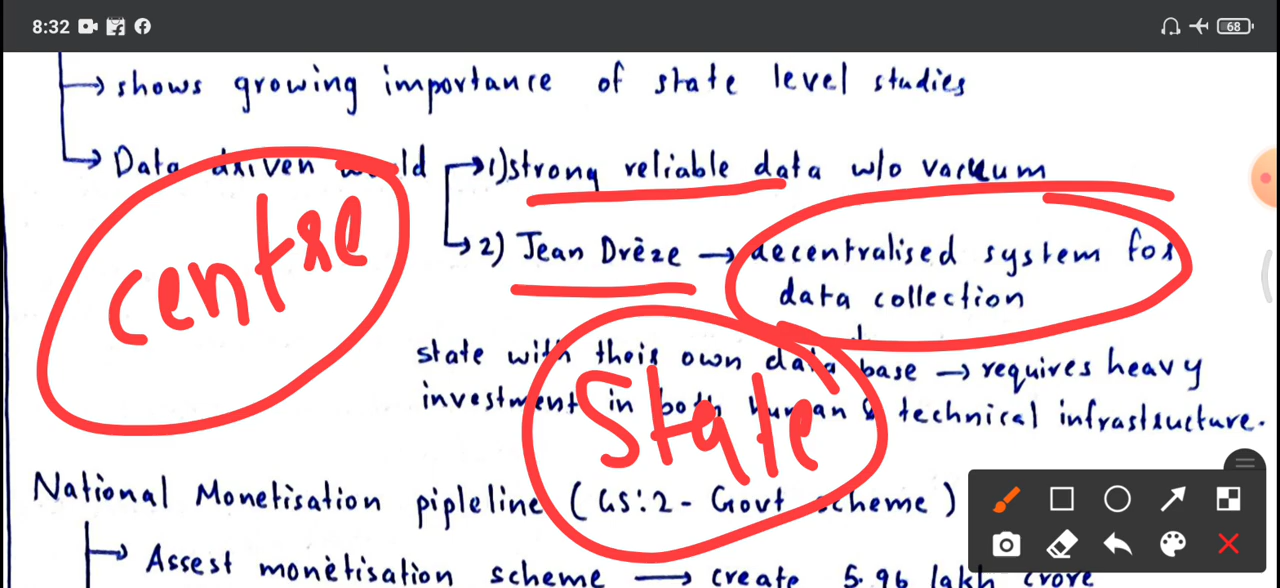 8:32
68
→ shows growing importance of state level studies
→ Data driven world → 1) strong reliable data w/o vacuum
→ 2) Jean Drèze → decentralised system for
data collection
centre
state with their own data base → requires heavy
investment in both human & technical infrastructure.
State
National Monetisation pipleline (GS:2 - Govt scheme)
→ Assest monetisation scheme → create 5.96 lakh crore